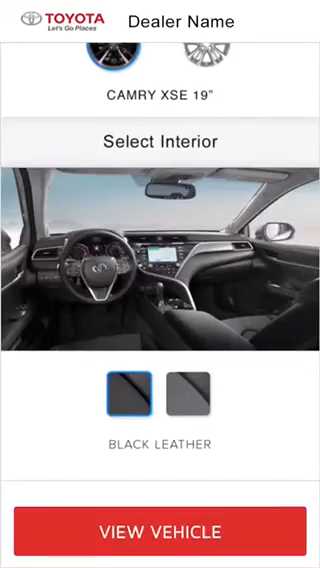 TOYOTA
Let's Go Places
Dealer Name
CAMRY XSE 19"
Select Interior
BLACK LEATHER
VIEW VEHICLE